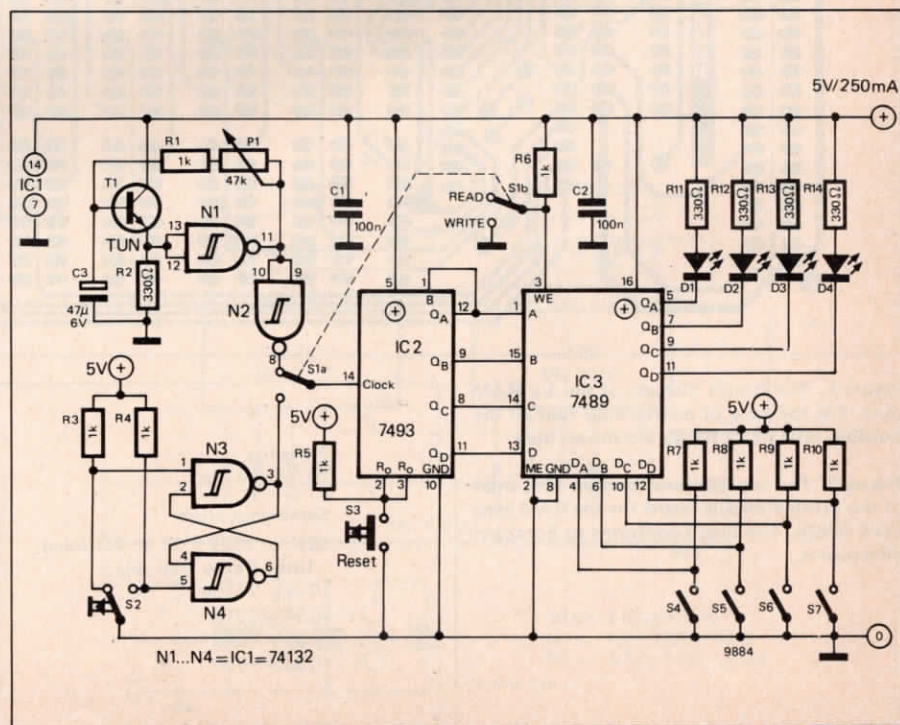 5V/250mA
+
14
IC1
7
R1
1k
P1
47k
T1
TUN
N1
13
12
11
R2
330Ω
C3
47µ
6V
10
9
N2
8
S1a
C1
100n
READ
WRITE
S1b
R6
1k
C2
100n
R11
330Ω
R12
330Ω
R13
330Ω
R14
330Ω
D1
D2
D3
D4
5
1
+
B
QA
12
IC 2
QB
9
14
Clock
QC
8
7493
QD
11
R0
R0
GND
2
3
10
3
16
WE
+
1
A
QA
5
QB
7
15
B
QC
9
IC3
QD
11
14
C
7489
13
D
ME
GND
DA
DB
DC
DD
2
8
4
6
10
12
5V
+
R3
1k
R4
1k
N3
1
2
3
4
5
6
N4
S2
5V
+
R5
1k
S3
Reset
5V
+
R7
1k
R8
1k
R9
1k
R10
1k
S4
S5
S6
S7
0
9884
N1...N4=IC1=74132